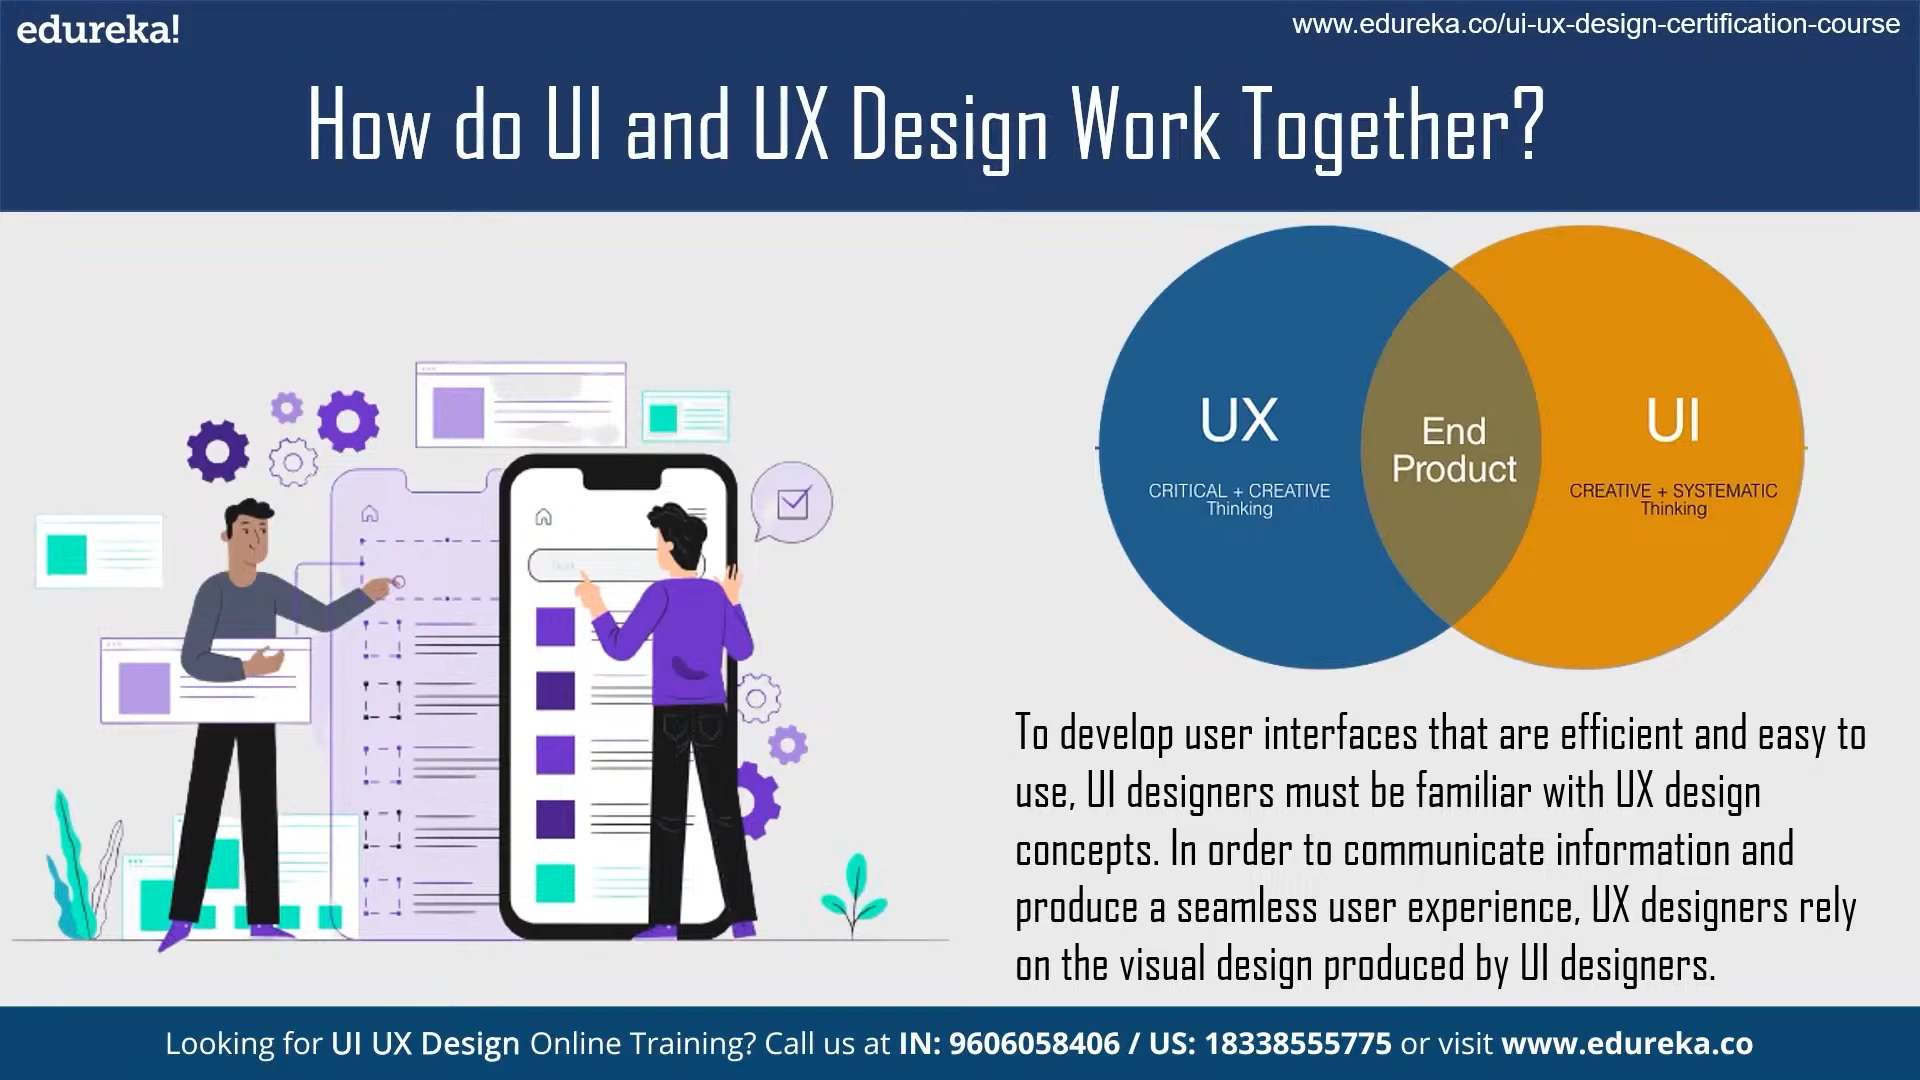 edureka!
www.edureka.co/ui-ux-design-certification-course
How do UI and UX Design Work Together?
UX
CRITICAL + CREATIVE
Thinking
End
Product
UI
CREATIVE + SYSTEMATIC
Thinking
To develop user interfaces that are efficient and easy to
use, UI designers must be familiar with UX design
concepts. In order to communicate information and
produce a seamless user experience, UX designers rely
on the visual design produced by UI designers.
Looking for UI UX Design Online Training? Call us at IN: 9606058406 / US: 18338555775 or visit www.edureka.co